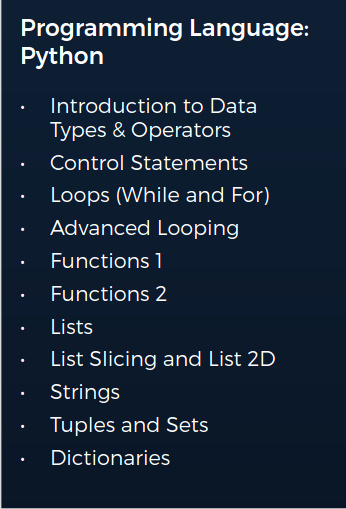 Programming Language:
Python
• Introduction to Data
Types & Operators
• Control Statements
• Loops (While and For)
• Advanced Looping
• Functions 1
• Functions 2
• Lists
• List Slicing and List 2D
• Strings
• Tuples and Sets
• Dictionaries